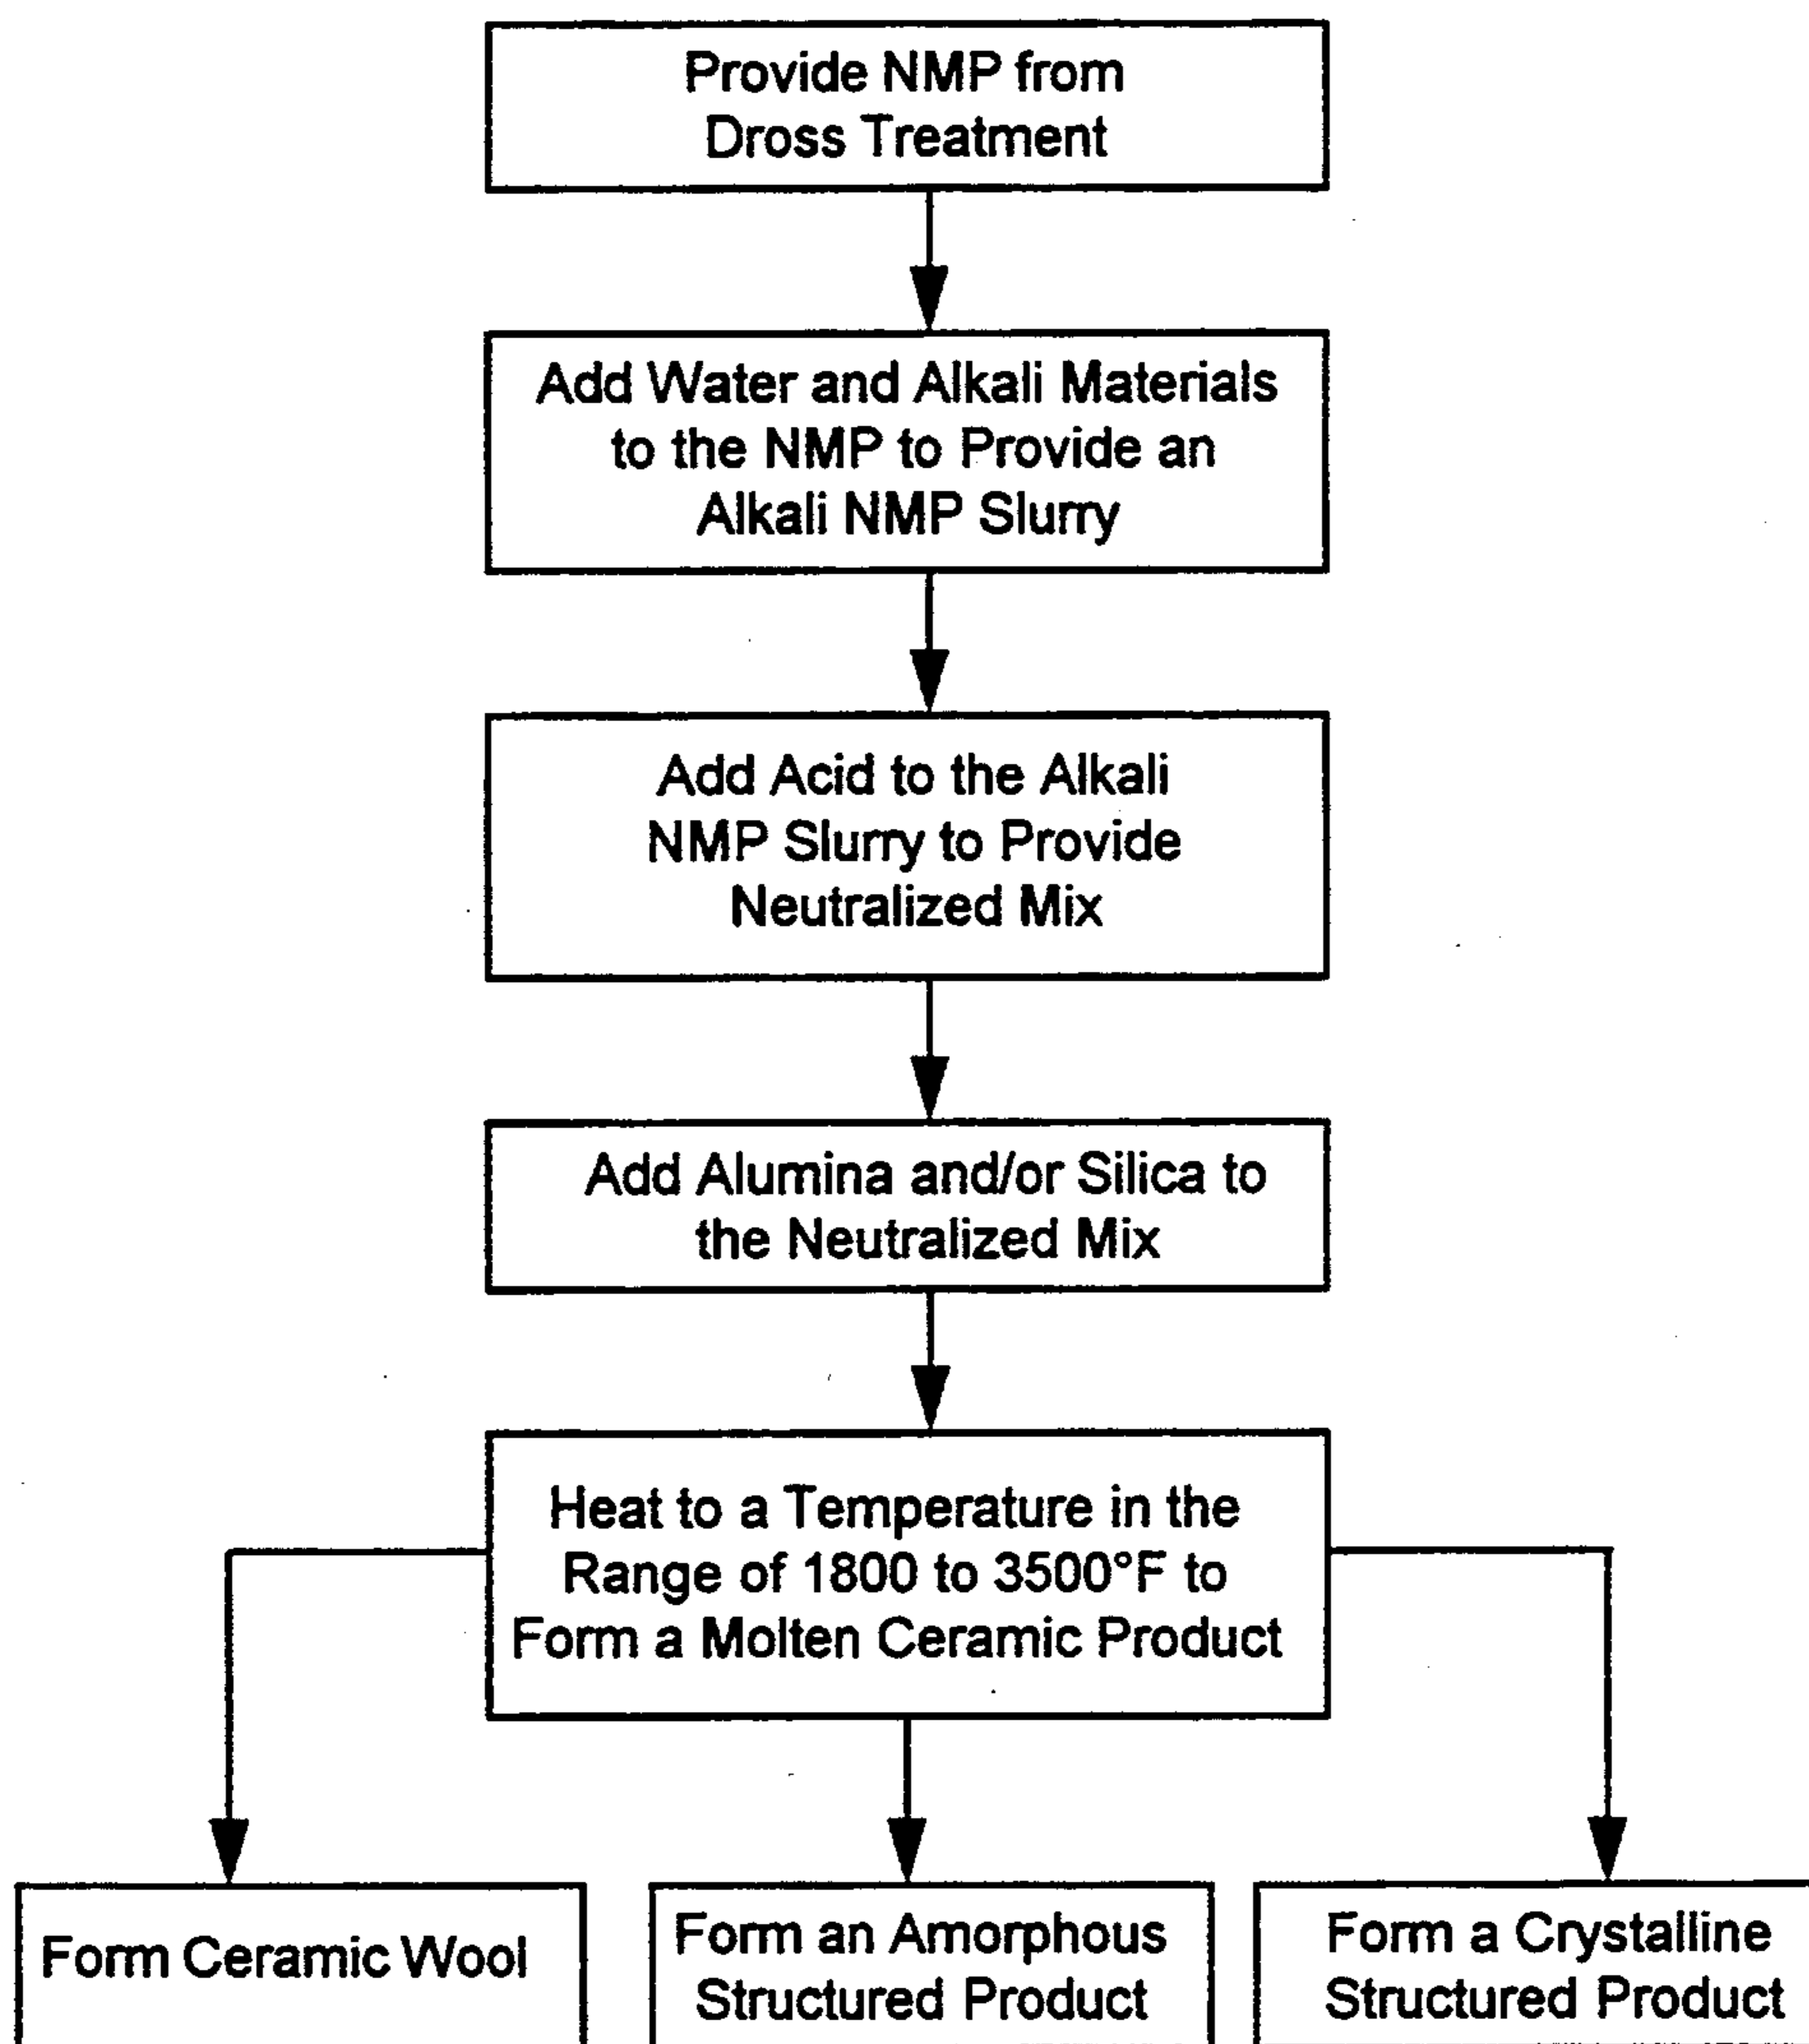 Provide NMP from
Dross Treatment
Add Water and Alkali Materials
to the NMP to Provide an
Alkali NMP Slurry
Add Acid to the Alkali
NMP Slurry to Provide
Neutralized Mix
Add Alumina and/or Silica to
the Neutralized Mix
Heat to a Temperature in the
Range of 1800 to 3500°F to
Form a Molten Ceramic Product
Form Ceramic Wool
Form an Amorphous
Structured Product
Form a Crystalline
Structured Product